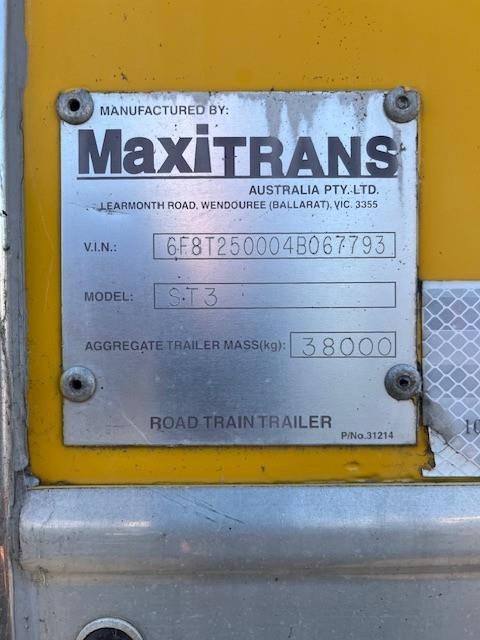 MANUFACTURED BY:
MaxiTRANS
AUSTRALIA PTY. LTD.
LEARMONTH ROAD, WENDOUREE (BALLARAT), VIC. 3355
V.I.N.: 6F8T250004B067793
MODEL: ST3
AGGREGATE TRAILER MASS(kg): 38000
ROAD TRAIN TRAILER
P/No.31214